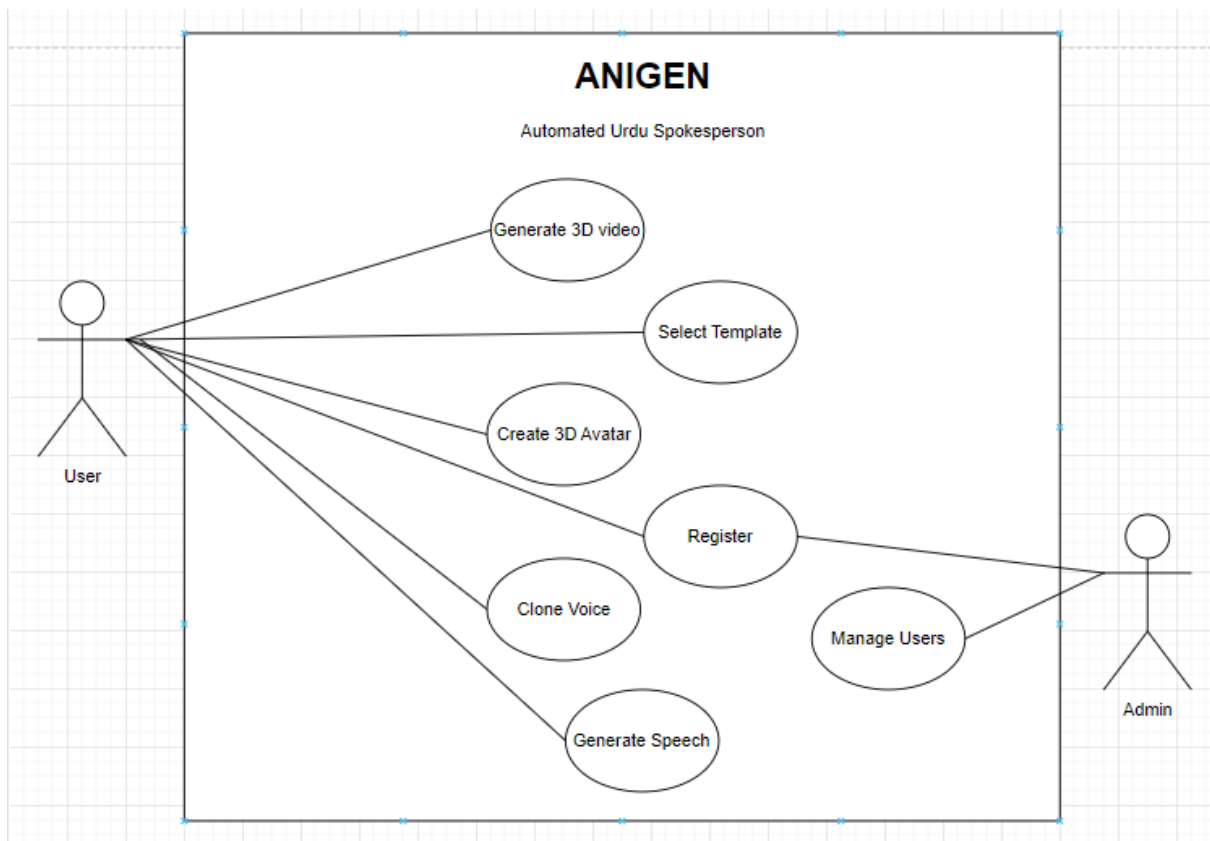 ANIGEN
Automated Urdu Spokesperson
Generate 3D video
Select Template
Create 3D Avatar
User
Register
Clone Voice
Manage Users
Admin
Generate Speech